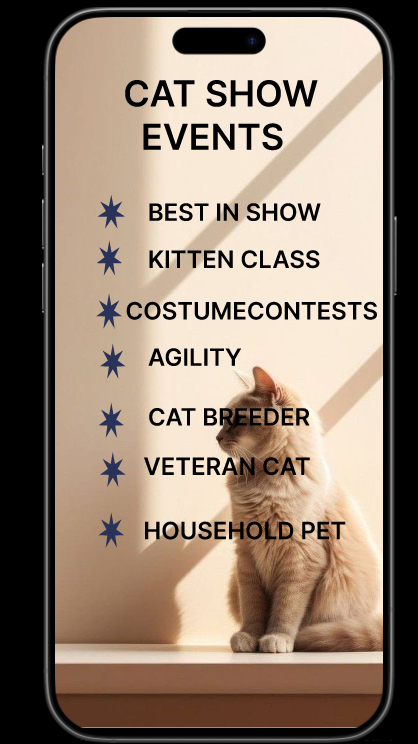 CAT SHOW
EVENTS
BEST IN SHOW
KITTEN CLASS
COSTUMECONTESTS
AGILITY
CAT BREEDER
VETERAN CAT
HOUSEHOLD PET